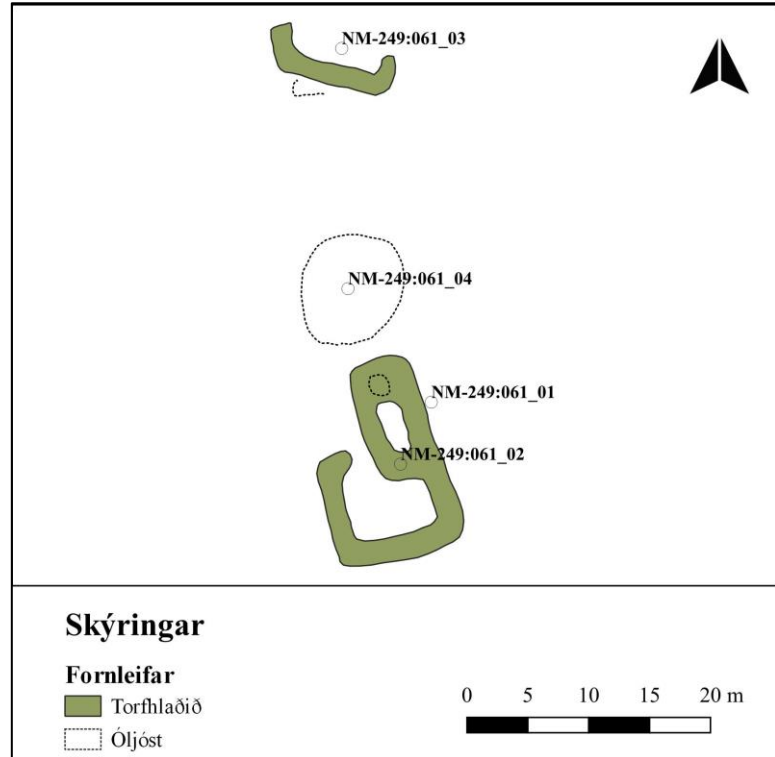 NM-249:061_03
NM-249:061_04
NM-249:061_01
NM-249:061_02
Skýringar
Fornleifar
Torfhlaðið
Óljóst
0 5 10 15 20 m